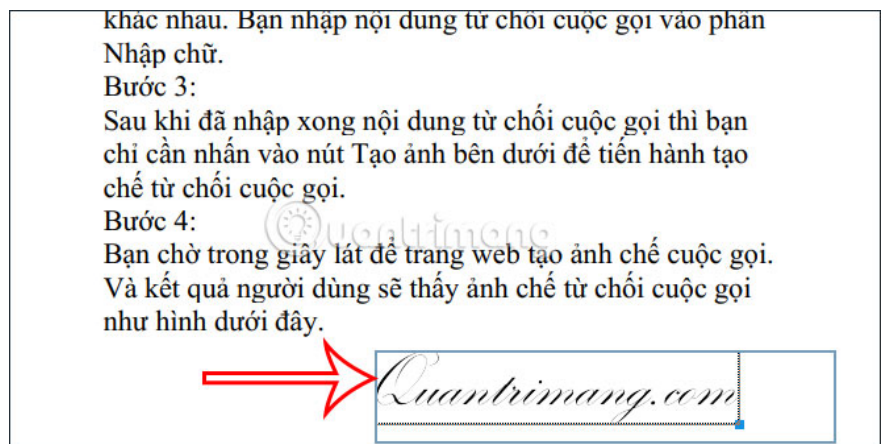 khác nhau. Bạn nhập nội dung từ chối cuộc gọi vào phần
Nhập chữ.
Bước 3:
Sau khi đã nhập xong nội dung từ chối cuộc gọi thì bạn
chỉ cần nhấn vào nút Tạo ảnh bên dưới để tiến hành tạo
chế từ chối cuộc gọi.
Bước 4:
Quantrimang
Bạn chờ trong giây lát để trang web tạo ảnh chế cuộc gọi.
Và kết quả người dùng sẽ thấy ảnh chế từ chối cuộc gọi
như hình dưới đây.
Quantrimang.com